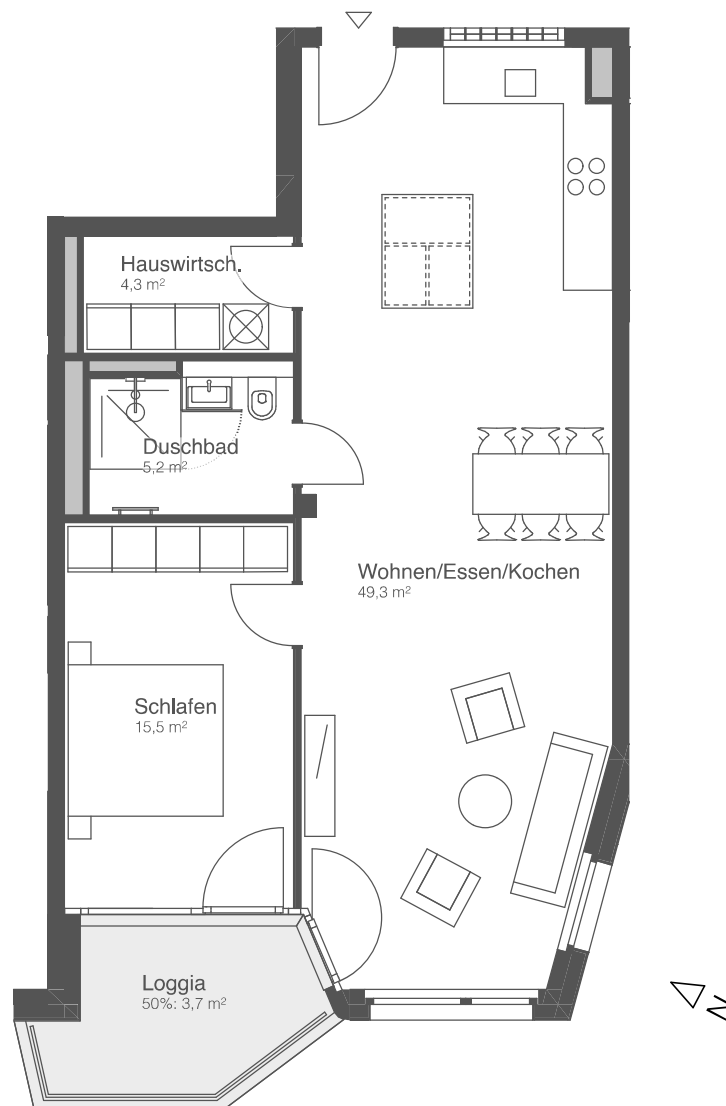 Hauswirtsch.
4,3 m²
Duschbad
5,2 m²
Wohnen/Essen/Kochen
49,3 m²
Schlafen
15,5 m²
Loggia
50%: 3,7 m²
N